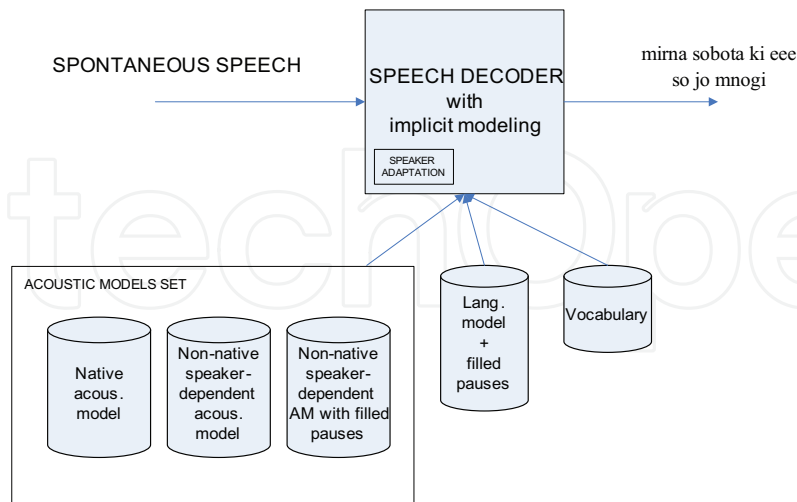 SPONTANEOUS SPEECH
SPEECH DECODER
with
implicit modeling
SPEAKER
ADAPTATION
mirna sobota ki eee
so jo mnogi
techOpe
ACOUSTIC MODELS SET
Native
acous.
model
Non-native
speaker-
dependent
acous.
model
Non-native
speaker-
dependent
AM with filled
pauses
Lang.
model
+
filled
pauses
Vocabulary